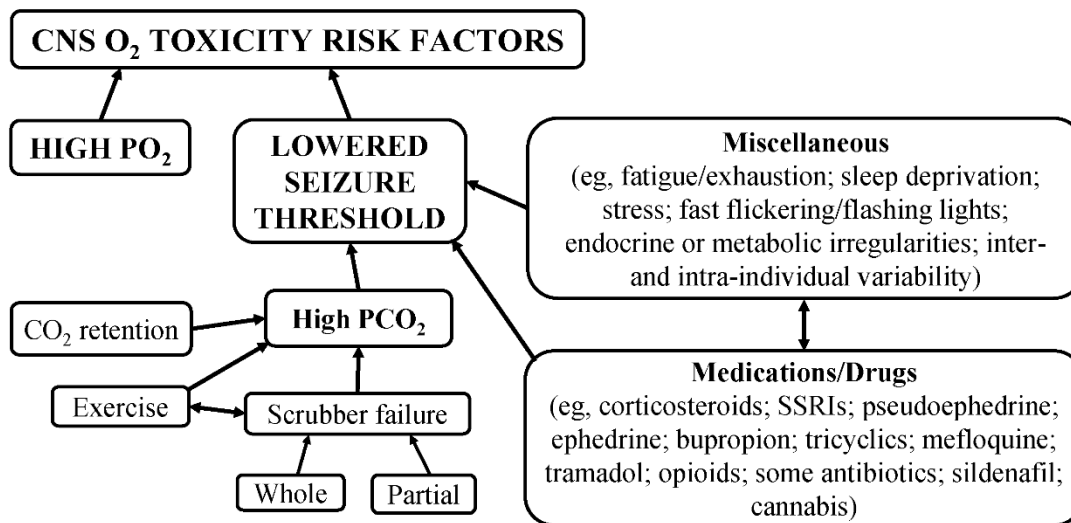 CNS O₂ TOXICITY RISK FACTORS
HIGH PO₂
LOWERED
SEIZURE
THRESHOLD
Miscellaneous
(eg, fatigue/exhaustion; sleep deprivation;
stress; fast flickering/flashing lights;
endocrine or metabolic irregularities; inter-
and intra-individual variability)
CO₂ retention
High PCO₂
Exercise
Scrubber failure
Whole
Partial
Medications/Drugs
(eg, corticosteroids; SSRIs; pseudoephedrine;
ephedrine; bupropion; tricyclics; mefloquine;
tramadol; opioids; some antibiotics; sildenafil;
cannabis)